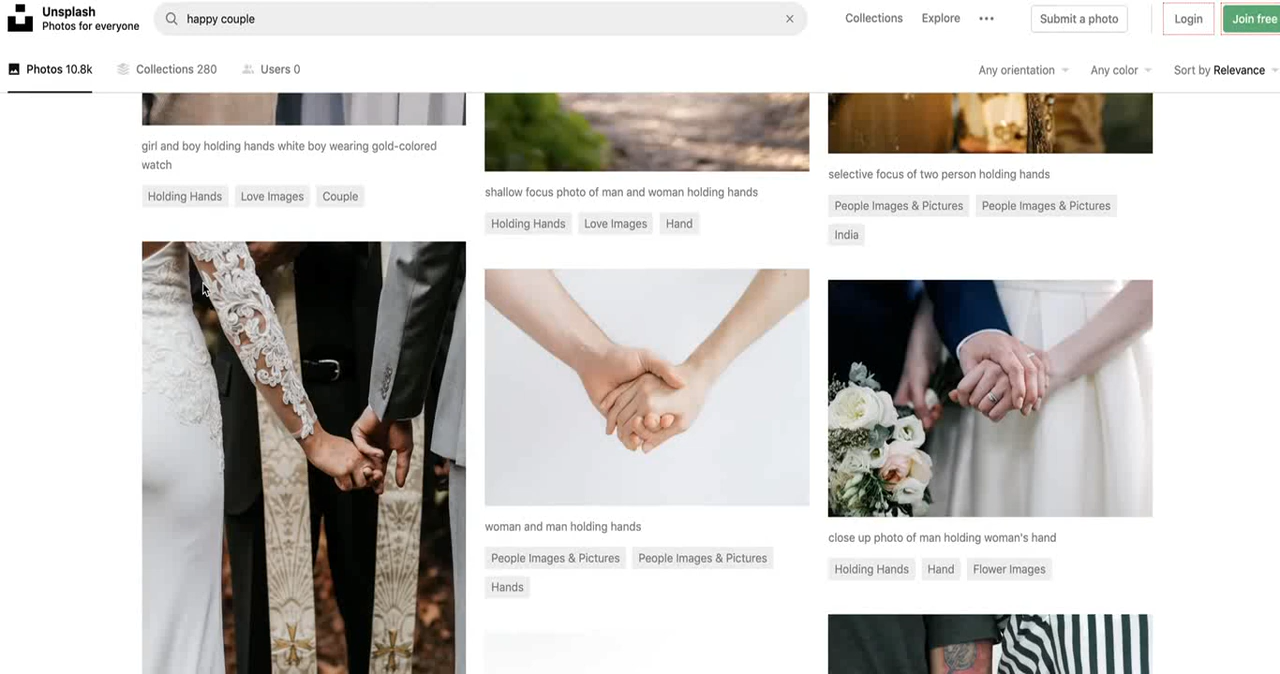 Unsplash
Photos for everyone
happy couple
Collections
Explore
Submit a photo
Login
Join free
Photos 10.8k
Collections 280
Users 0
Any orientation
Any color
Sort by Relevance
girl and boy holding hands white boy wearing gold-colored
watch
Holding Hands
Love Images
Couple
shallow focus photo of man and woman holding hands
Holding Hands
Love Images
Hand
selective focus of two person holding hands
People Images & Pictures
People Images & Pictures
India
woman and man holding hands
People Images & Pictures
People Images & Pictures
Hands
close up photo of man holding woman's hand
Holding Hands
Hand
Flower Images